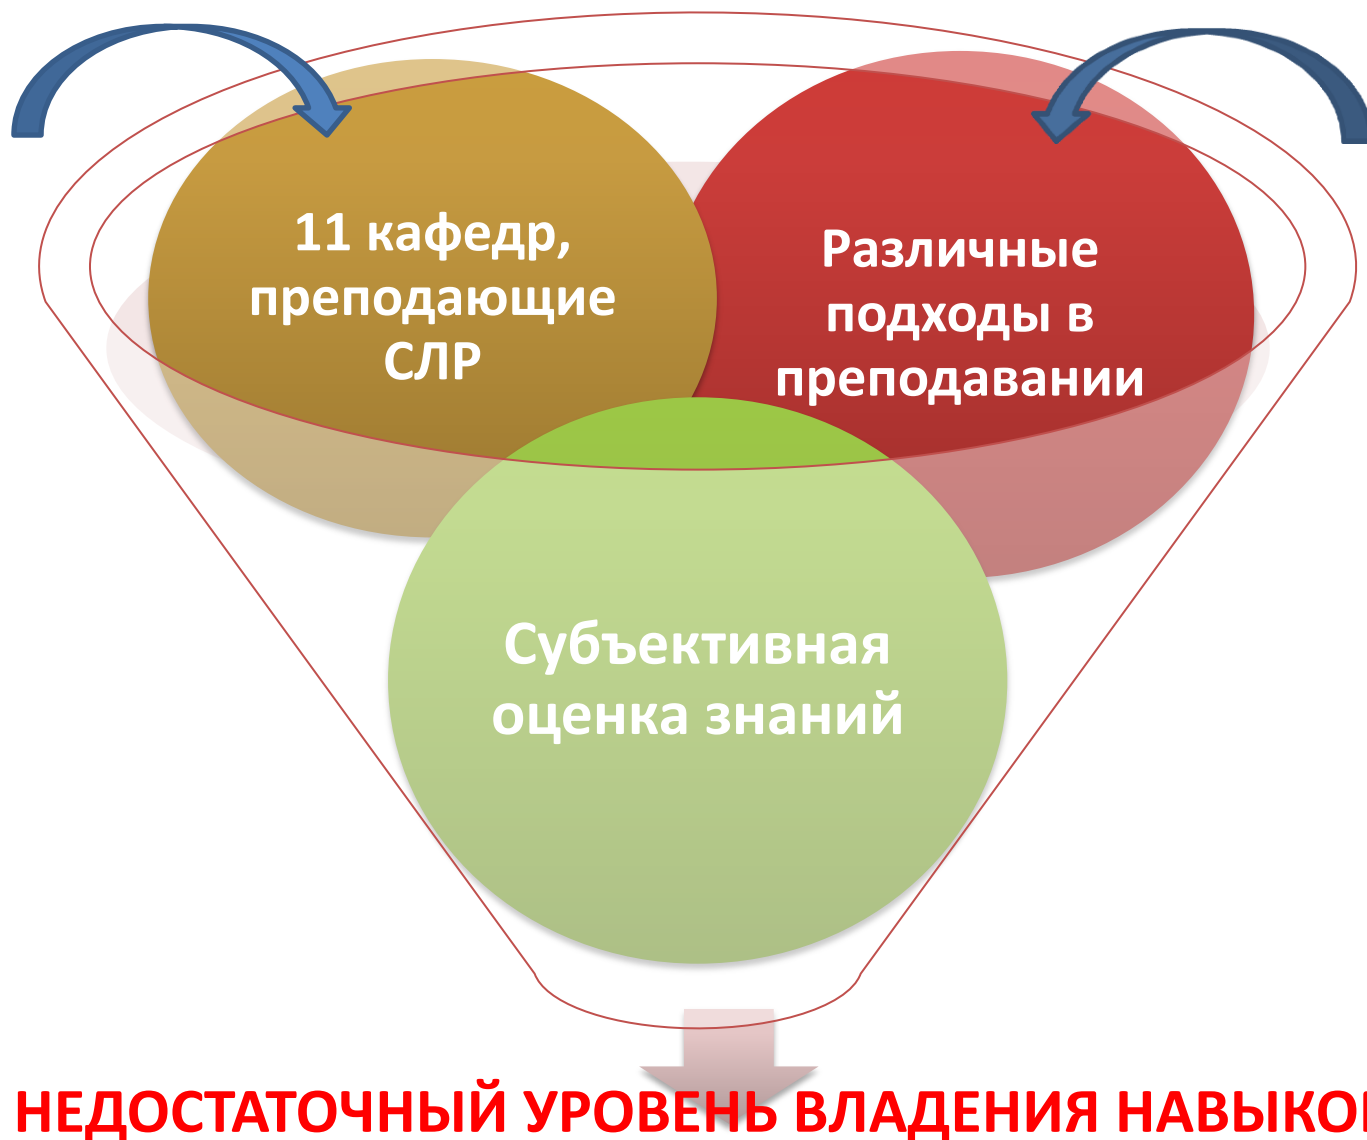 11 кафедр,
преподающие
СЛР
Различные
подходы в
преподавании
Субъективная
оценка знаний
НЕДОСТАТОЧНЫЙ УРОВЕНЬ ВЛАДЕНИЯ